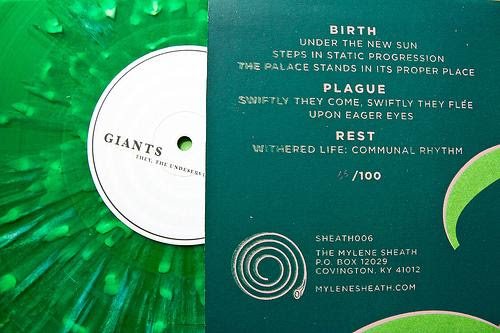 GIANTS
THEY, THE UNDESERVI
BIRTH
UNDER THE NEW SUN
STEPS IN STATIC PROGRESSION
THE PALACE STANDS IN ITS PROPER PLACE
PLAGUE
SWIFTLY THEY COME, SWIFTLY THEY FLÉE
UPON EAGER EYES
REST
WITHERED LIFE: COMMUNAL RHYTHM
/100
SHEATH006
THE MYLENE SHEATH
P.O. BOX 12029
COVINGTON, KY 41012
MYLENESHEATH.COM